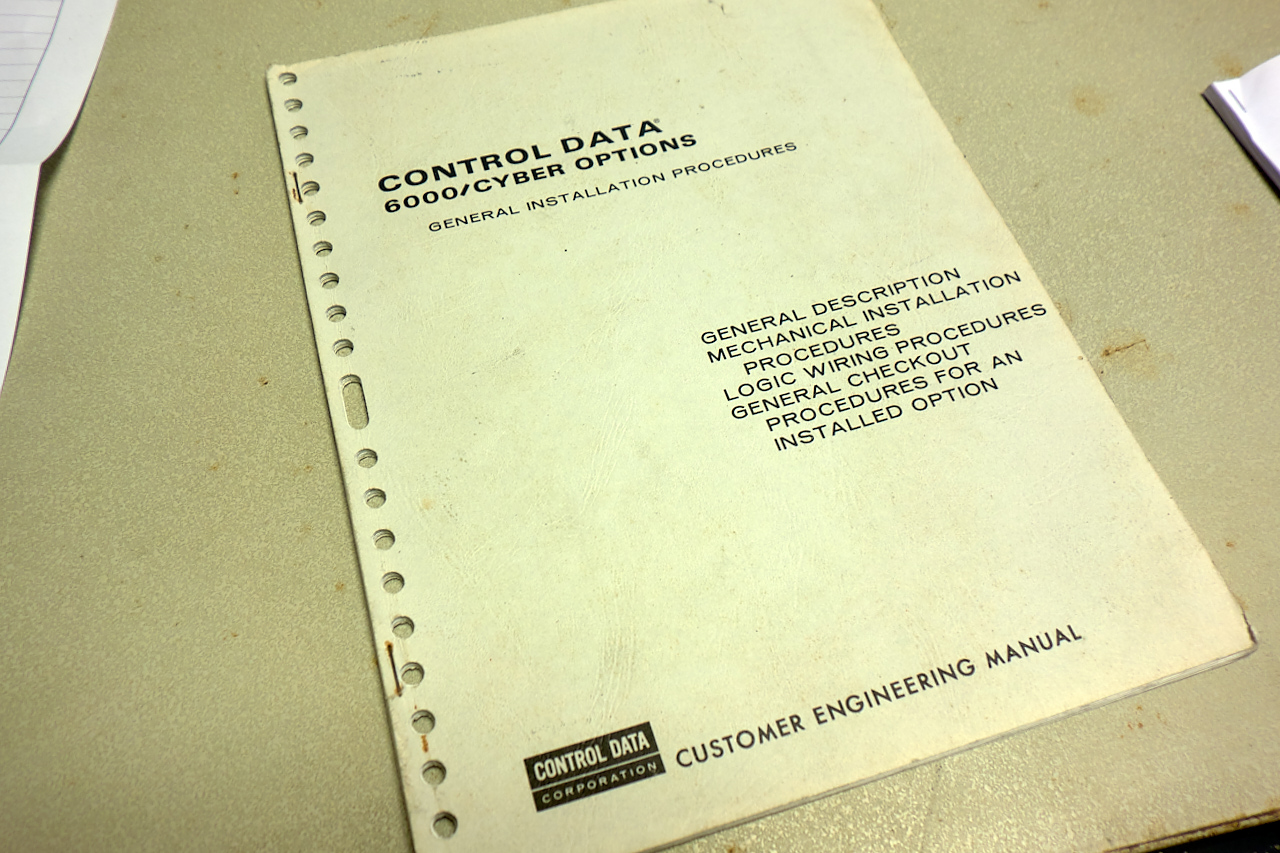 CONTROL DATA®
6000/CYBER OPTIONS
GENERAL INSTALLATION PROCEDURES
GENERAL DESCRIPTION
MECHANICAL INSTALLATION
PROCEDURES
LOGIC WIRING PROCEDURES
GENERAL CHECKOUT
PROCEDURES FOR AN
INSTALLED OPTION
CONTROL DATA
CORPORATION
CUSTOMER ENGINEERING MANUAL